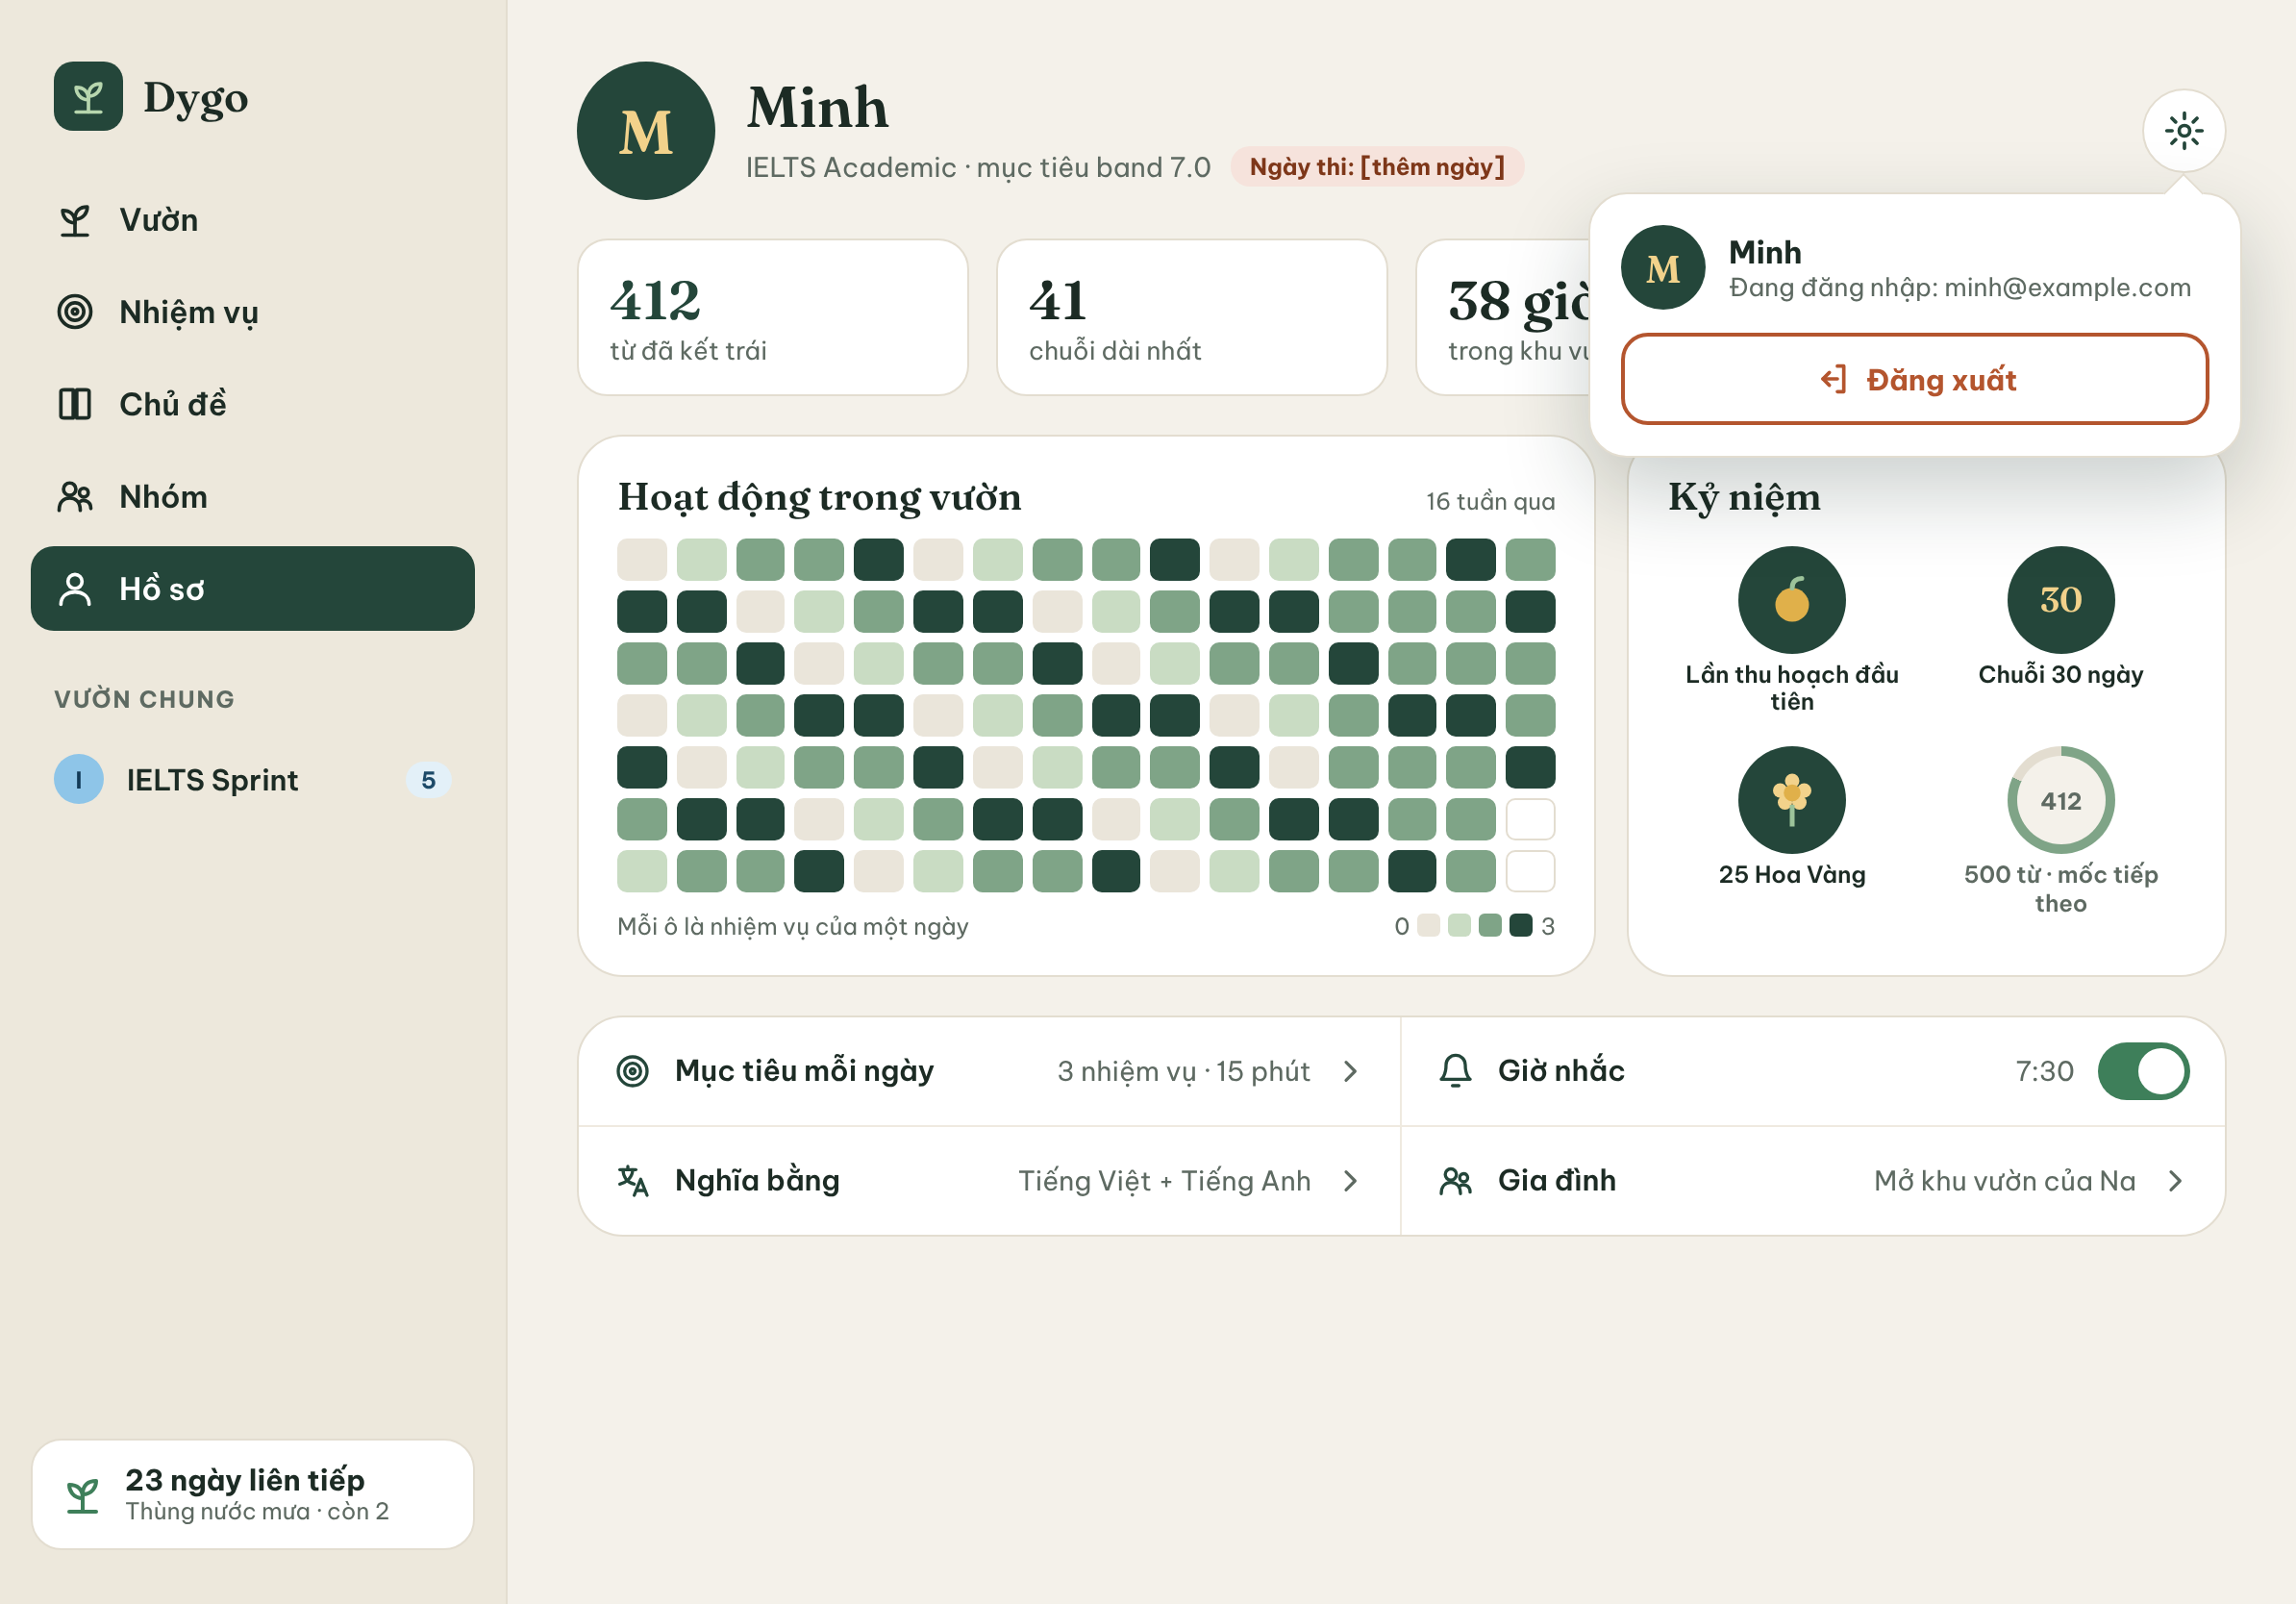 Dygo
Vườn
Nhiệm vụ
Chủ đề
Nhóm
Hồ sơ
VƯỜN CHUNG
I IELTS Sprint 5
23 ngày liên tiếp
Thùng nước mưa · còn 2
M
Minh
IELTS Academic · mục tiêu band 7.0 Ngày thi: [thêm ngày]
M
Minh
Đang đăng nhập: minh@example.com
Đăng xuất
412
từ đã kết trái
41
chuỗi dài nhất
38 giờ
trong khu
Hoạt động trong vườn 16 tuần qua
Mỗi ô là nhiệm vụ của một ngày 0 3
Kỷ niệm
Lần thu hoạch đầu
tiên
30
Chuỗi 30 ngày
25 Hoa Vàng
412
500 từ · mốc tiếp
theo
Mục tiêu mỗi ngày 3 nhiệm vụ · 15 phút
Giờ nhắc 7:30
Nghĩa bằng Tiếng Việt + Tiếng Anh
Gia đình Mở khu vườn của Na